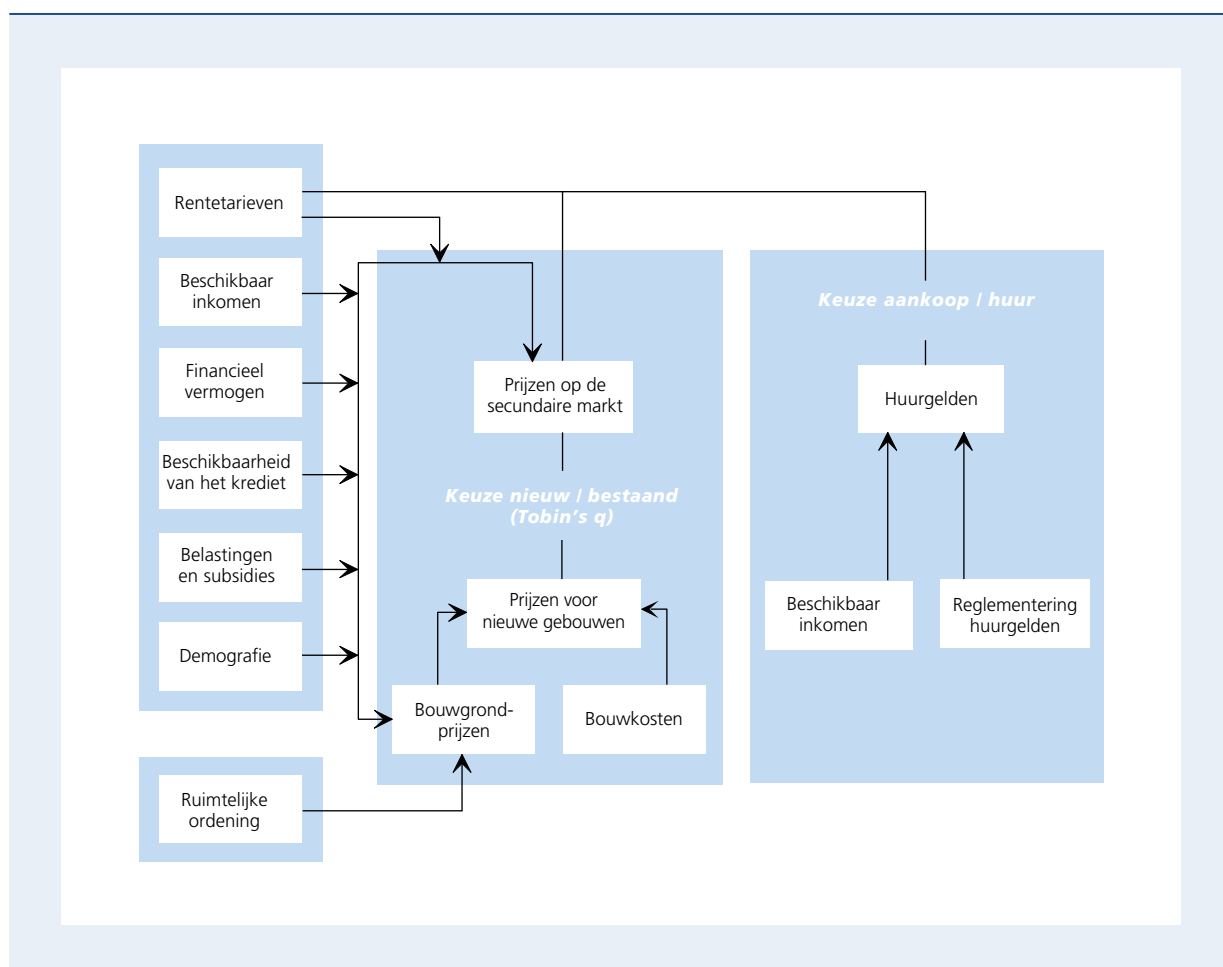 Rentetarieven
Beschikbaar
inkomen
Financieel
vermogen
Beschikbaarheid
van het krediet
Belastingen
en subsidies
Demografie
Ruimtelijke
ordening
Prijzen op de
secundaire markt
Keuze nieuw / bestaand
(Tobin's q)
Prijzen voor
nieuwe gebouwen
Bouwgrond-
prijzen
Bouwkosten
Keuze aankoop / huur
Huurgelden
Beschikbaar
inkomen
Reglementering
huurgelden